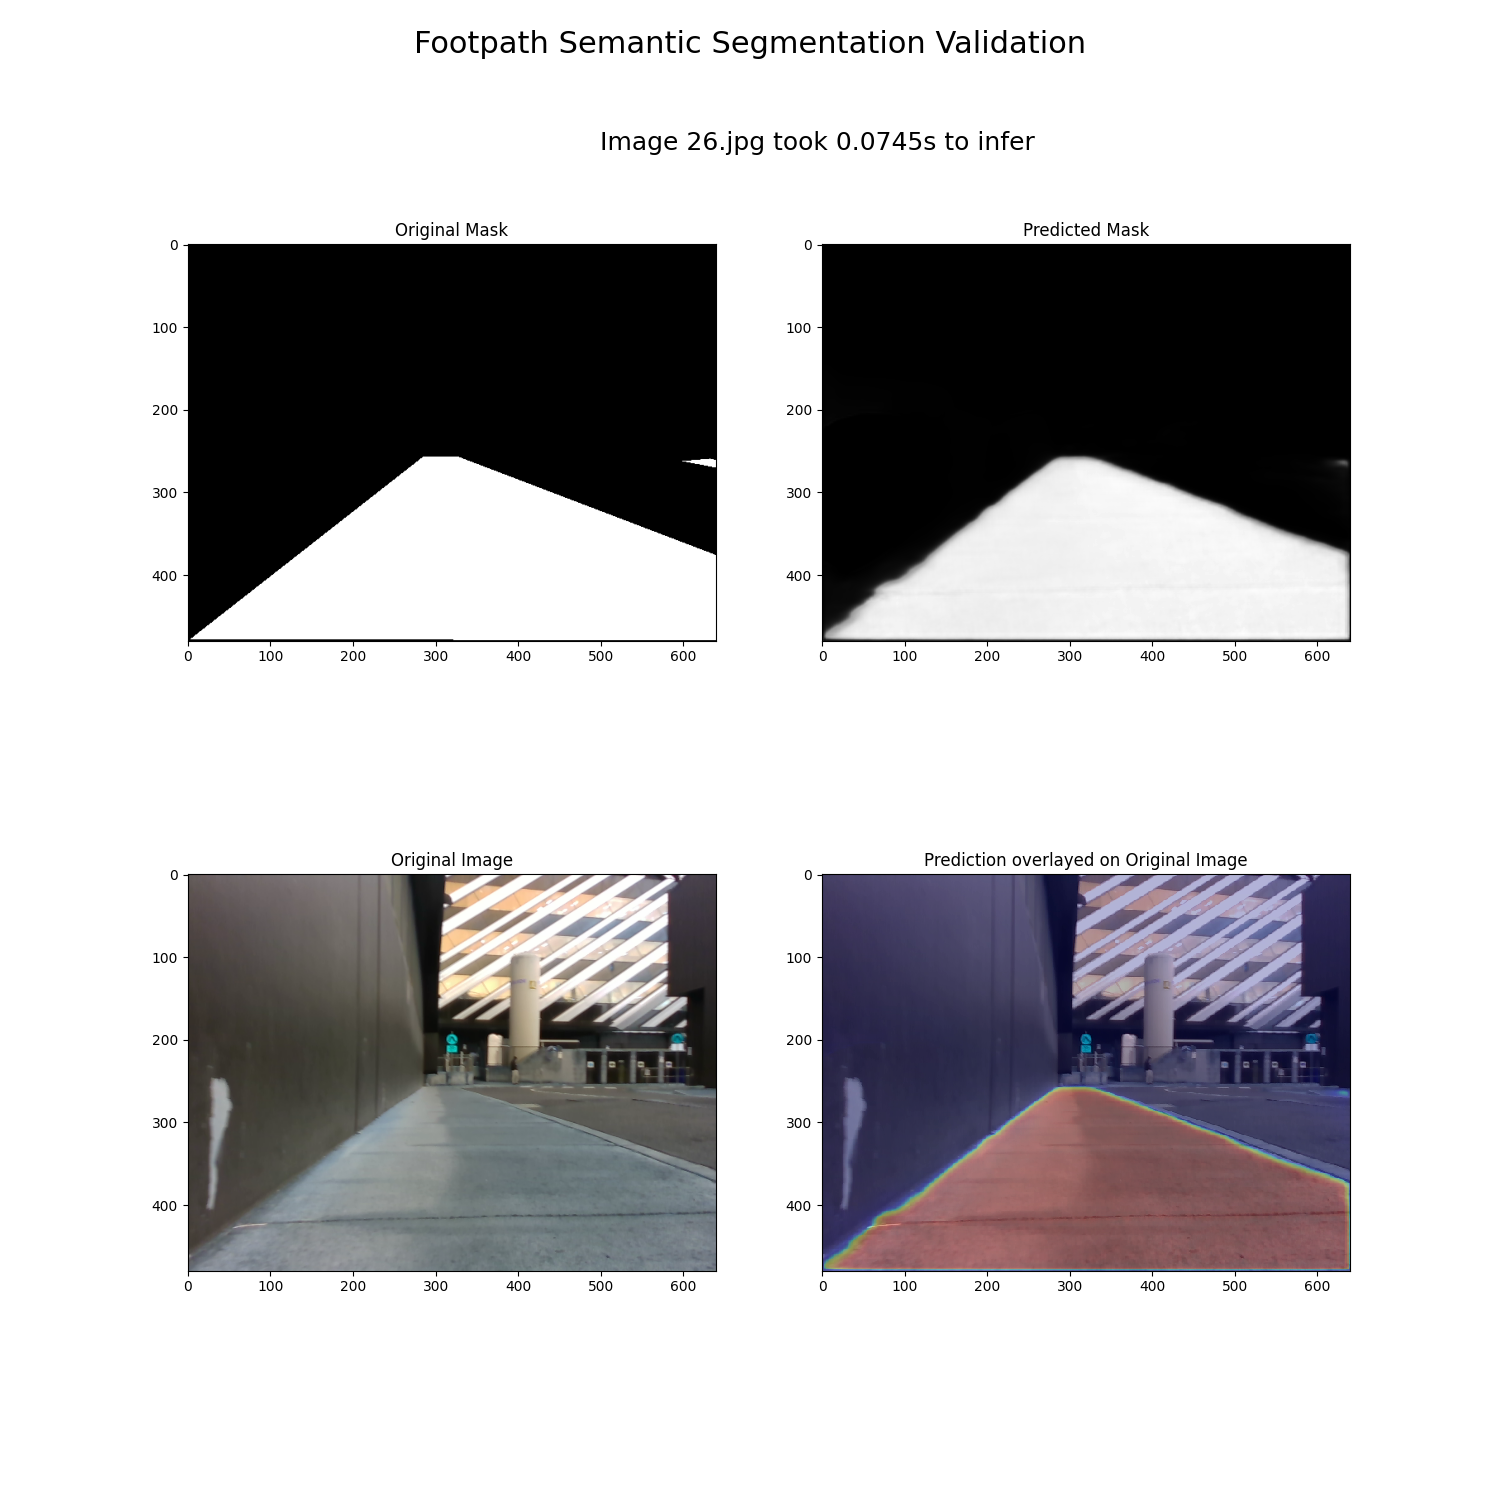 Footpath Semantic Segmentation Validation
Image 26.jpg took 0.0745s to infer
Original Mask
0
100
200
300
400
0 100 200 300 400 500 600
Predicted Mask
0
100
200
300
400
0 100 200 300 400 500 600
Original Image
0
100
200
300
400
0 100 200 300 400 500 600
Prediction overlayed on Original Image
0
100
200
300
400
0 100 200 300 400 500 600